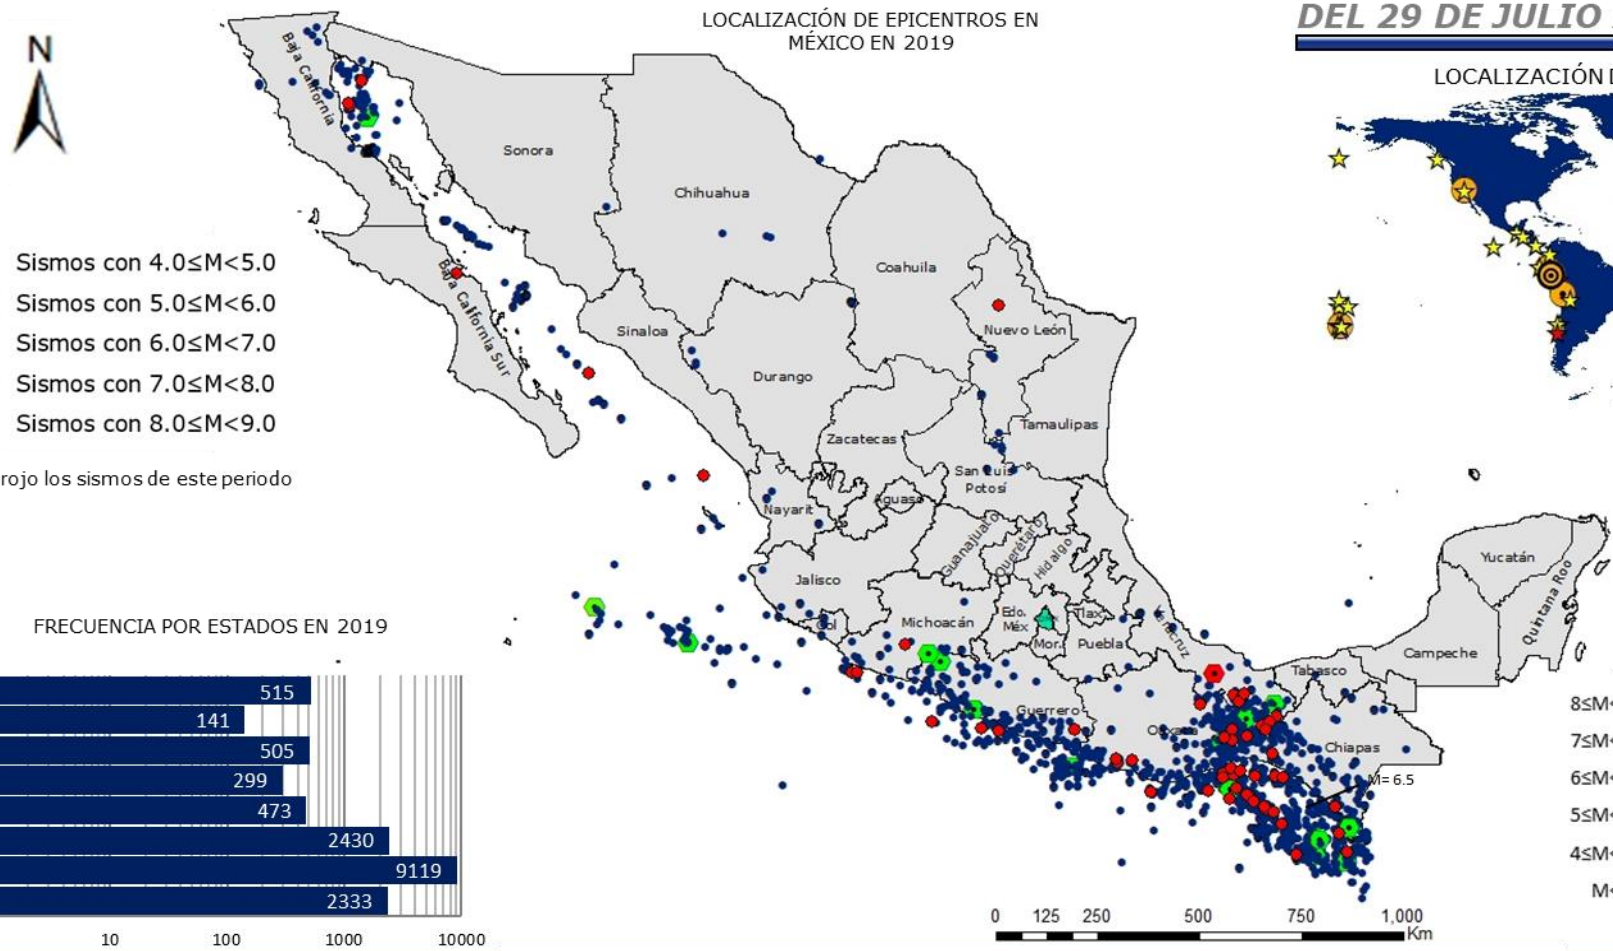 LOCALIZACIÓN DE EPICENTROS EN
MÉXICO EN 2019
DEL 29 DE JULIO
LOCALIZACIÓN
N
Baja California
Sonora
Chihuahua
Coahuila
Sismos con 4.0≤M<5.0
Sismos con 5.0≤M<6.0
Sismos con 6.0≤M<7.0
Sismos con 7.0≤M<8.0
Sismos con 8.0≤M<9.0
rojo los sismos de este periodo
Baja California Sur
Sinaloa
Nuevo León
Durango
Tamaulipas
Zacatecas
San Luis
Potosí
Aguasc
Nayarit
Guanajuato
Querétaro
Hidalgo
Yucatán
Quintana Roo
Jalisco
Col
Michoacán
Edo.
Méx
Tlax.
Mor.
Puebla
Veracruz
Campeche
Tabasco
Guerrero
Oaxaca
Chiapas
M= 6.5
8≤M<
7≤M<
6≤M<
5≤M<
4≤M<
M<
FRECUENCIA POR ESTADOS EN 2019
515
141
505
299
473
2430
9119
2333
10 100 1000 10000
0 125 250 500 750 1,000
Km